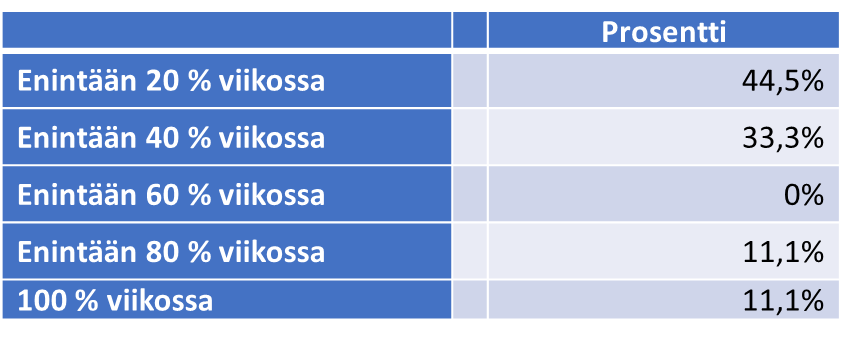 Prosentti
Enintään 20 % viikossa 44,5%
Enintään 40 % viikossa 33,3%
Enintään 60 % viikossa 0%
Enintään 80 % viikossa 11,1%
100 % viikossa 11,1%